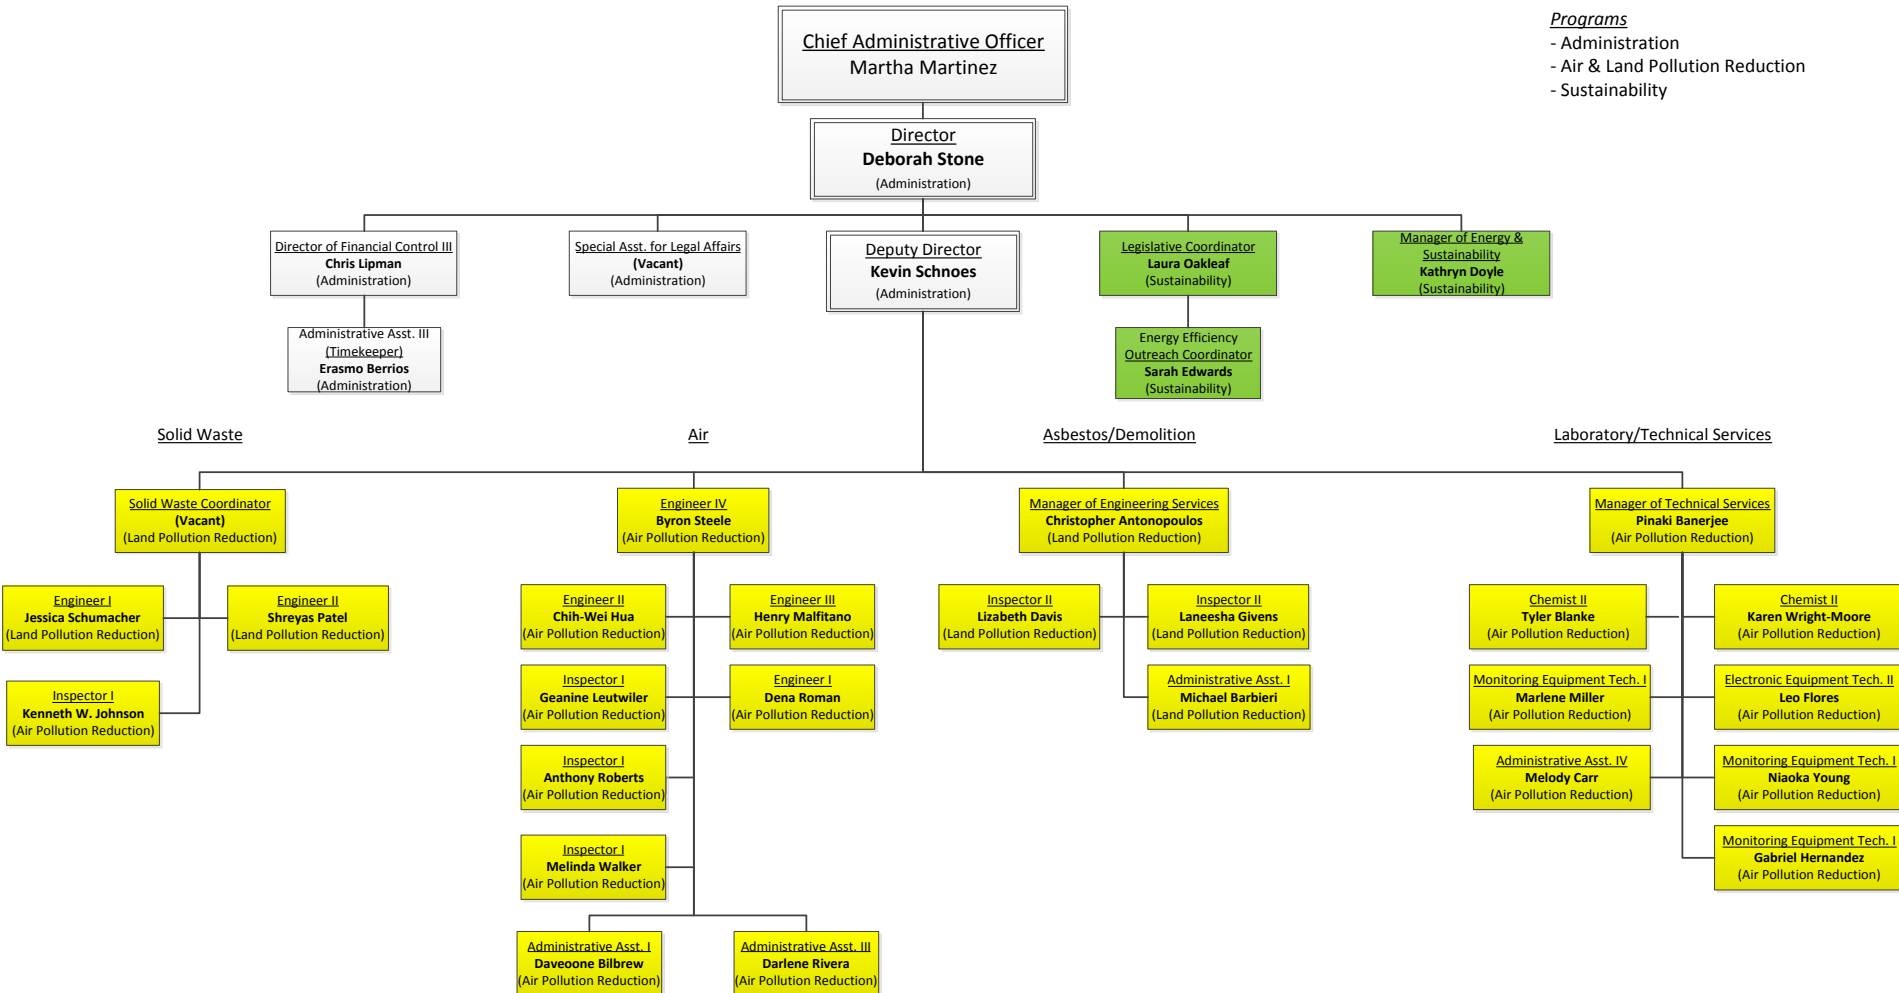 Programs
- Administration
- Air & Land Pollution Reduction
- Sustainability
Chief Administrative Officer
Martha Martinez
Director
Deborah Stone
(Administration)
Director of Financial Control III
Chris Lipman
(Administration)
Special Asst. for Legal Affairs
(Vacant)
(Administration)
Deputy Director
Kevin Schnoes
(Administration)
Legislative Coordinator
Laura Oakleaf
(Sustainability)
Manager of Energy &
Sustainability
Kathryn Doyle
(Sustainability)
Administrative Asst. III
(Timekeeper)
Erasmo Berrios
(Administration)
Energy Efficiency
Outreach Coordinator
Sarah Edwards
(Sustainability)
Solid Waste
Air
Asbestos/Demolition
Laboratory/Technical Services
Solid Waste Coordinator
(Vacant)
(Land Pollution Reduction)
Engineer IV
Byron Steele
(Air Pollution Reduction)
Manager of Engineering Services
Christopher Antonopoulos
(Land Pollution Reduction)
Manager of Technical Services
Pinaki Banerjee
(Air Pollution Reduction)
Engineer I
Jessica Schumacher
(Land Pollution Reduction)
Engineer II
Shreyas Patel
(Land Pollution Reduction)
Engineer II
Chih-Wei Hua
(Air Pollution Reduction)
Engineer III
Henry Malfitano
(Air Pollution Reduction)
Inspector II
Lizabeth Davis
(Land Pollution Reduction)
Inspector II
Laneesha Givens
(Land Pollution Reduction)
Chemist II
Tyler Blanke
(Air Pollution Reduction)
Chemist II
Karen Wright-Moore
(Air Pollution Reduction)
Inspector I
Kenneth W. Johnson
(Air Pollution Reduction)
Inspector I
Geanine Leutwiler
(Air Pollution Reduction)
Engineer I
Dena Roman
(Air Pollution Reduction)
Administrative Asst. I
Michael Barbieri
(Land Pollution Reduction)
Monitoring Equipment Tech. I
Marlene Miller
(Air Pollution Reduction)
Electronic Equipment Tech. II
Leo Flores
(Air Pollution Reduction)
Inspector I
Anthony Roberts
(Air Pollution Reduction)
Administrative Asst. IV
Melody Carr
(Air Pollution Reduction)
Monitoring Equipment Tech. I
Niaoka Young
(Air Pollution Reduction)
Inspector I
Melinda Walker
(Air Pollution Reduction)
Monitoring Equipment Tech. I
Gabriel Hernandez
(Air Pollution Reduction)
Administrative Asst. I
Daveoone Bilbrew
(Air Pollution Reduction)
Administrative Asst. III
Darlene Rivera
(Air Pollution Reduction)